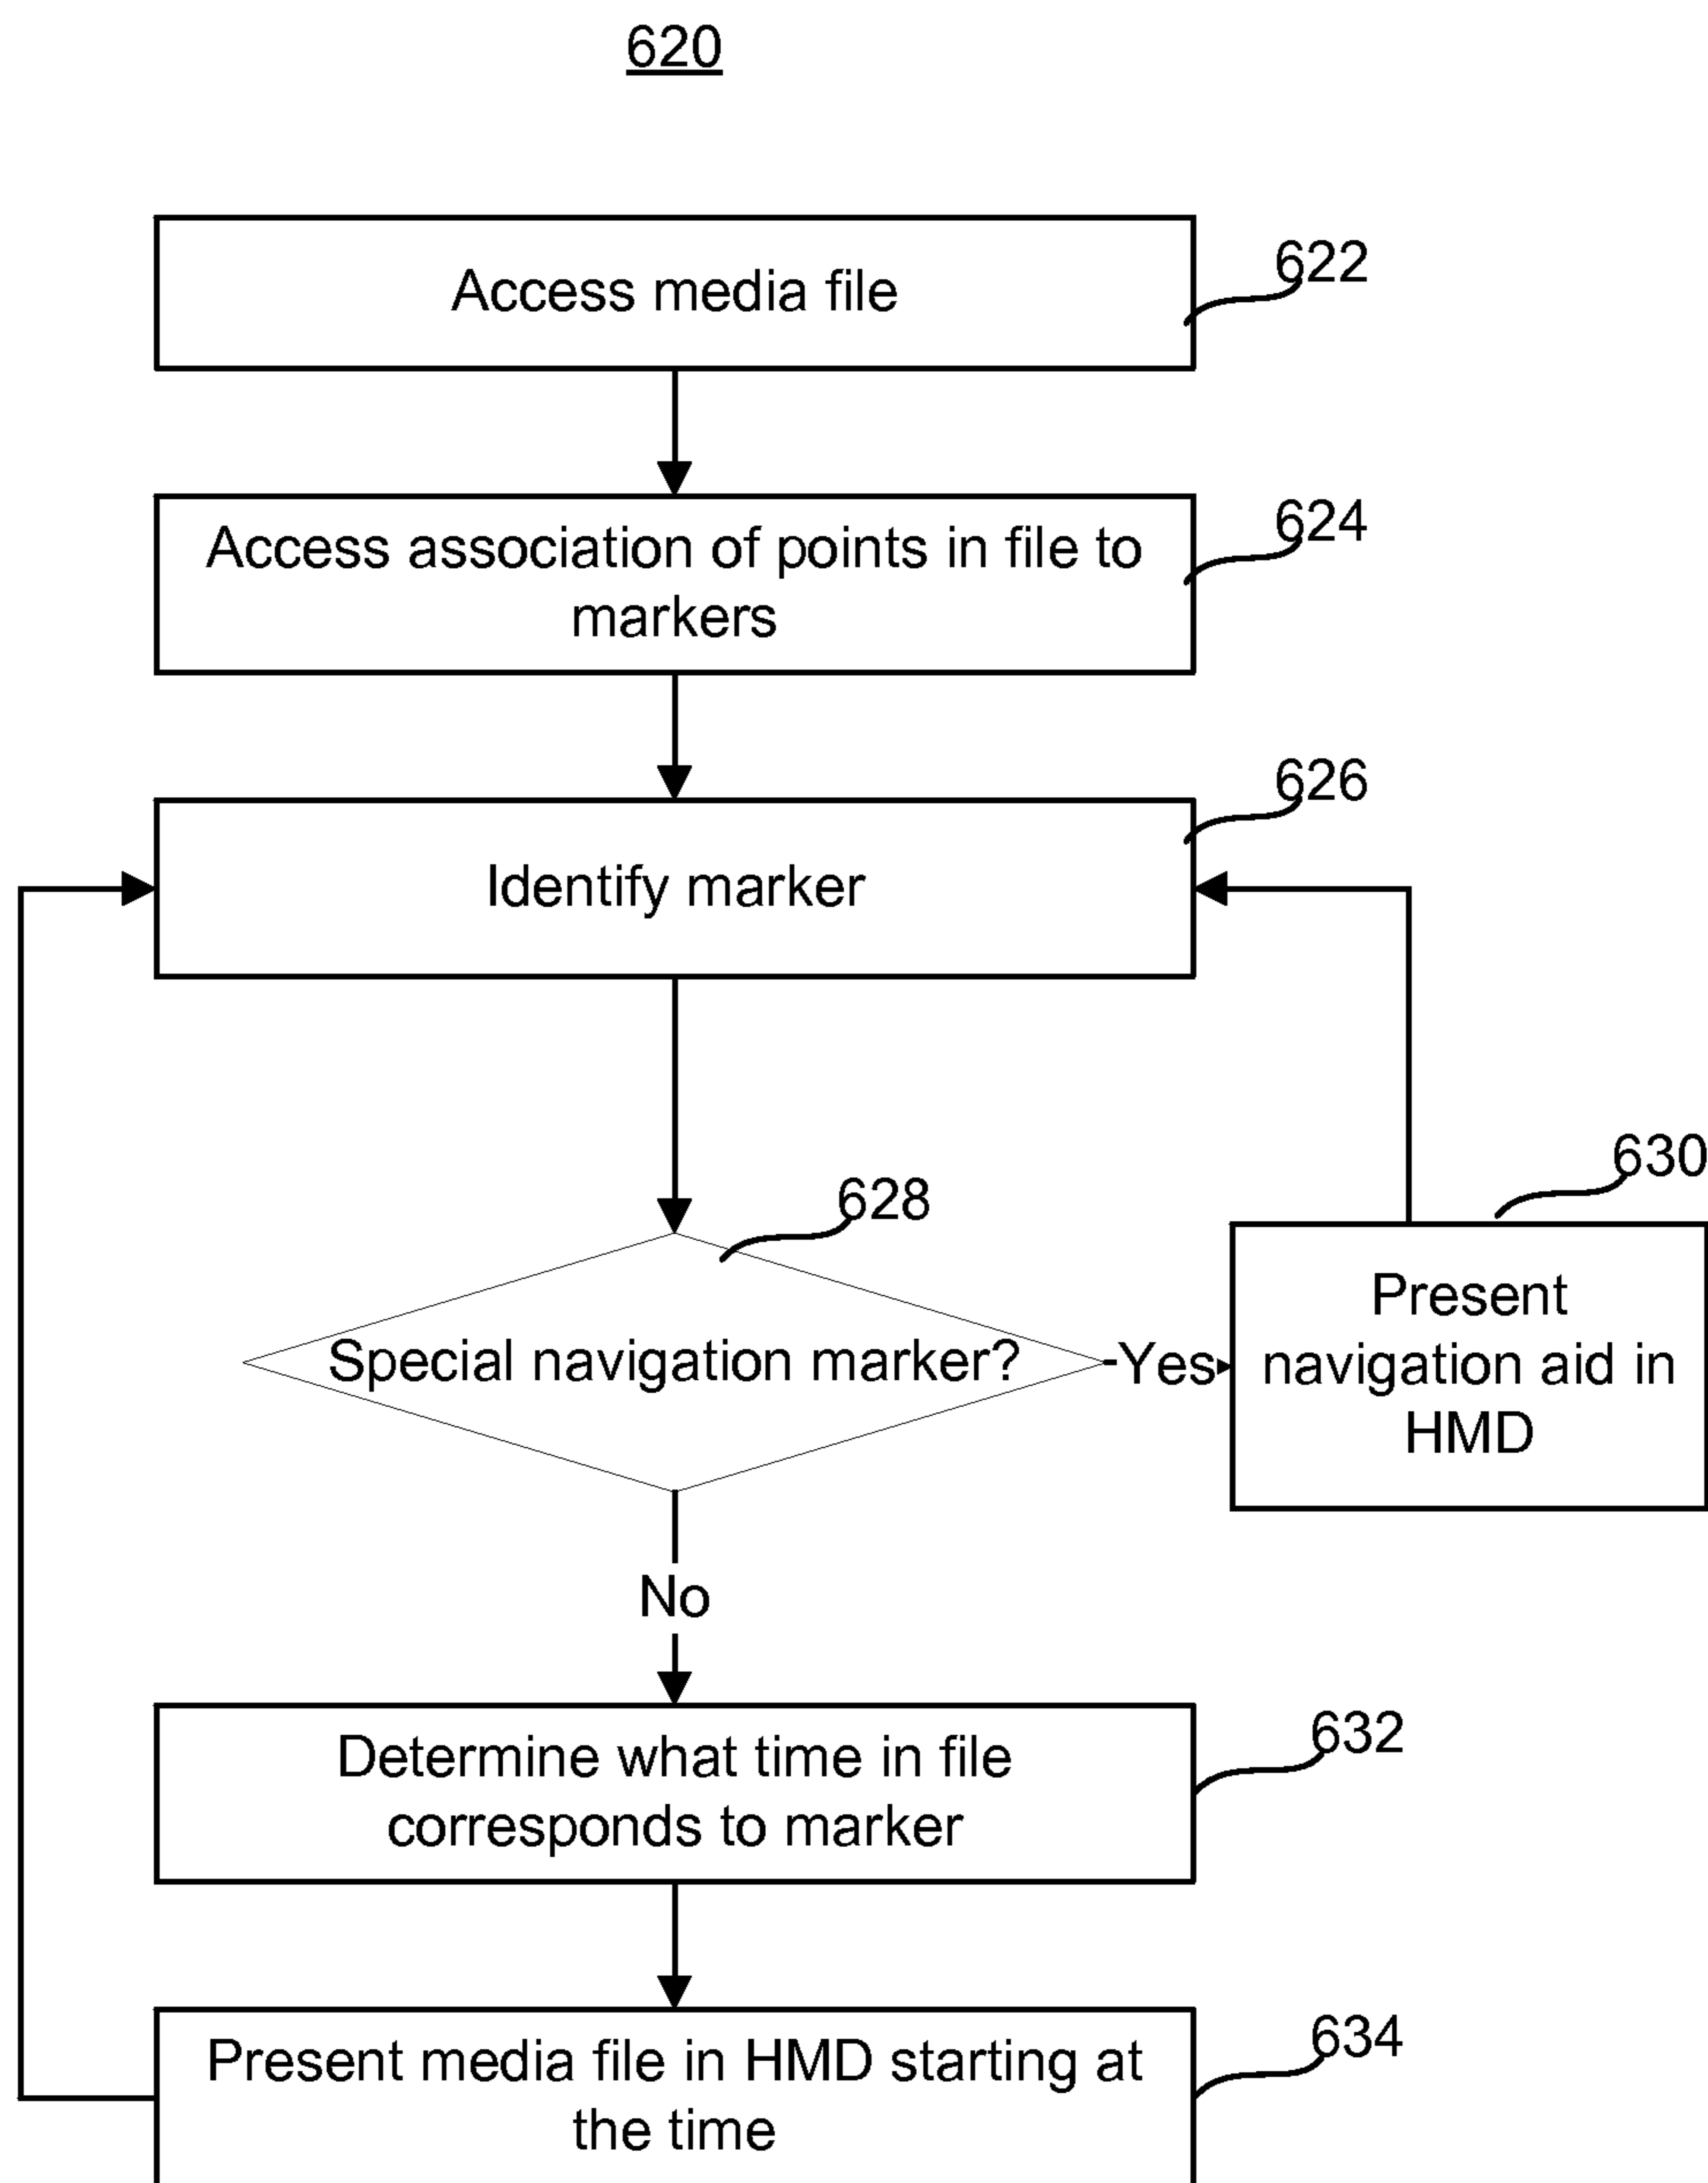 620
Access media file
622
Access association of points in file to
markers
624
Identify marker
626
Special navigation marker?
628
Yes
Present
navigation aid in
HMD
630
No
Determine what time in file
corresponds to marker
632
Present media file in HMD starting at
the time
634